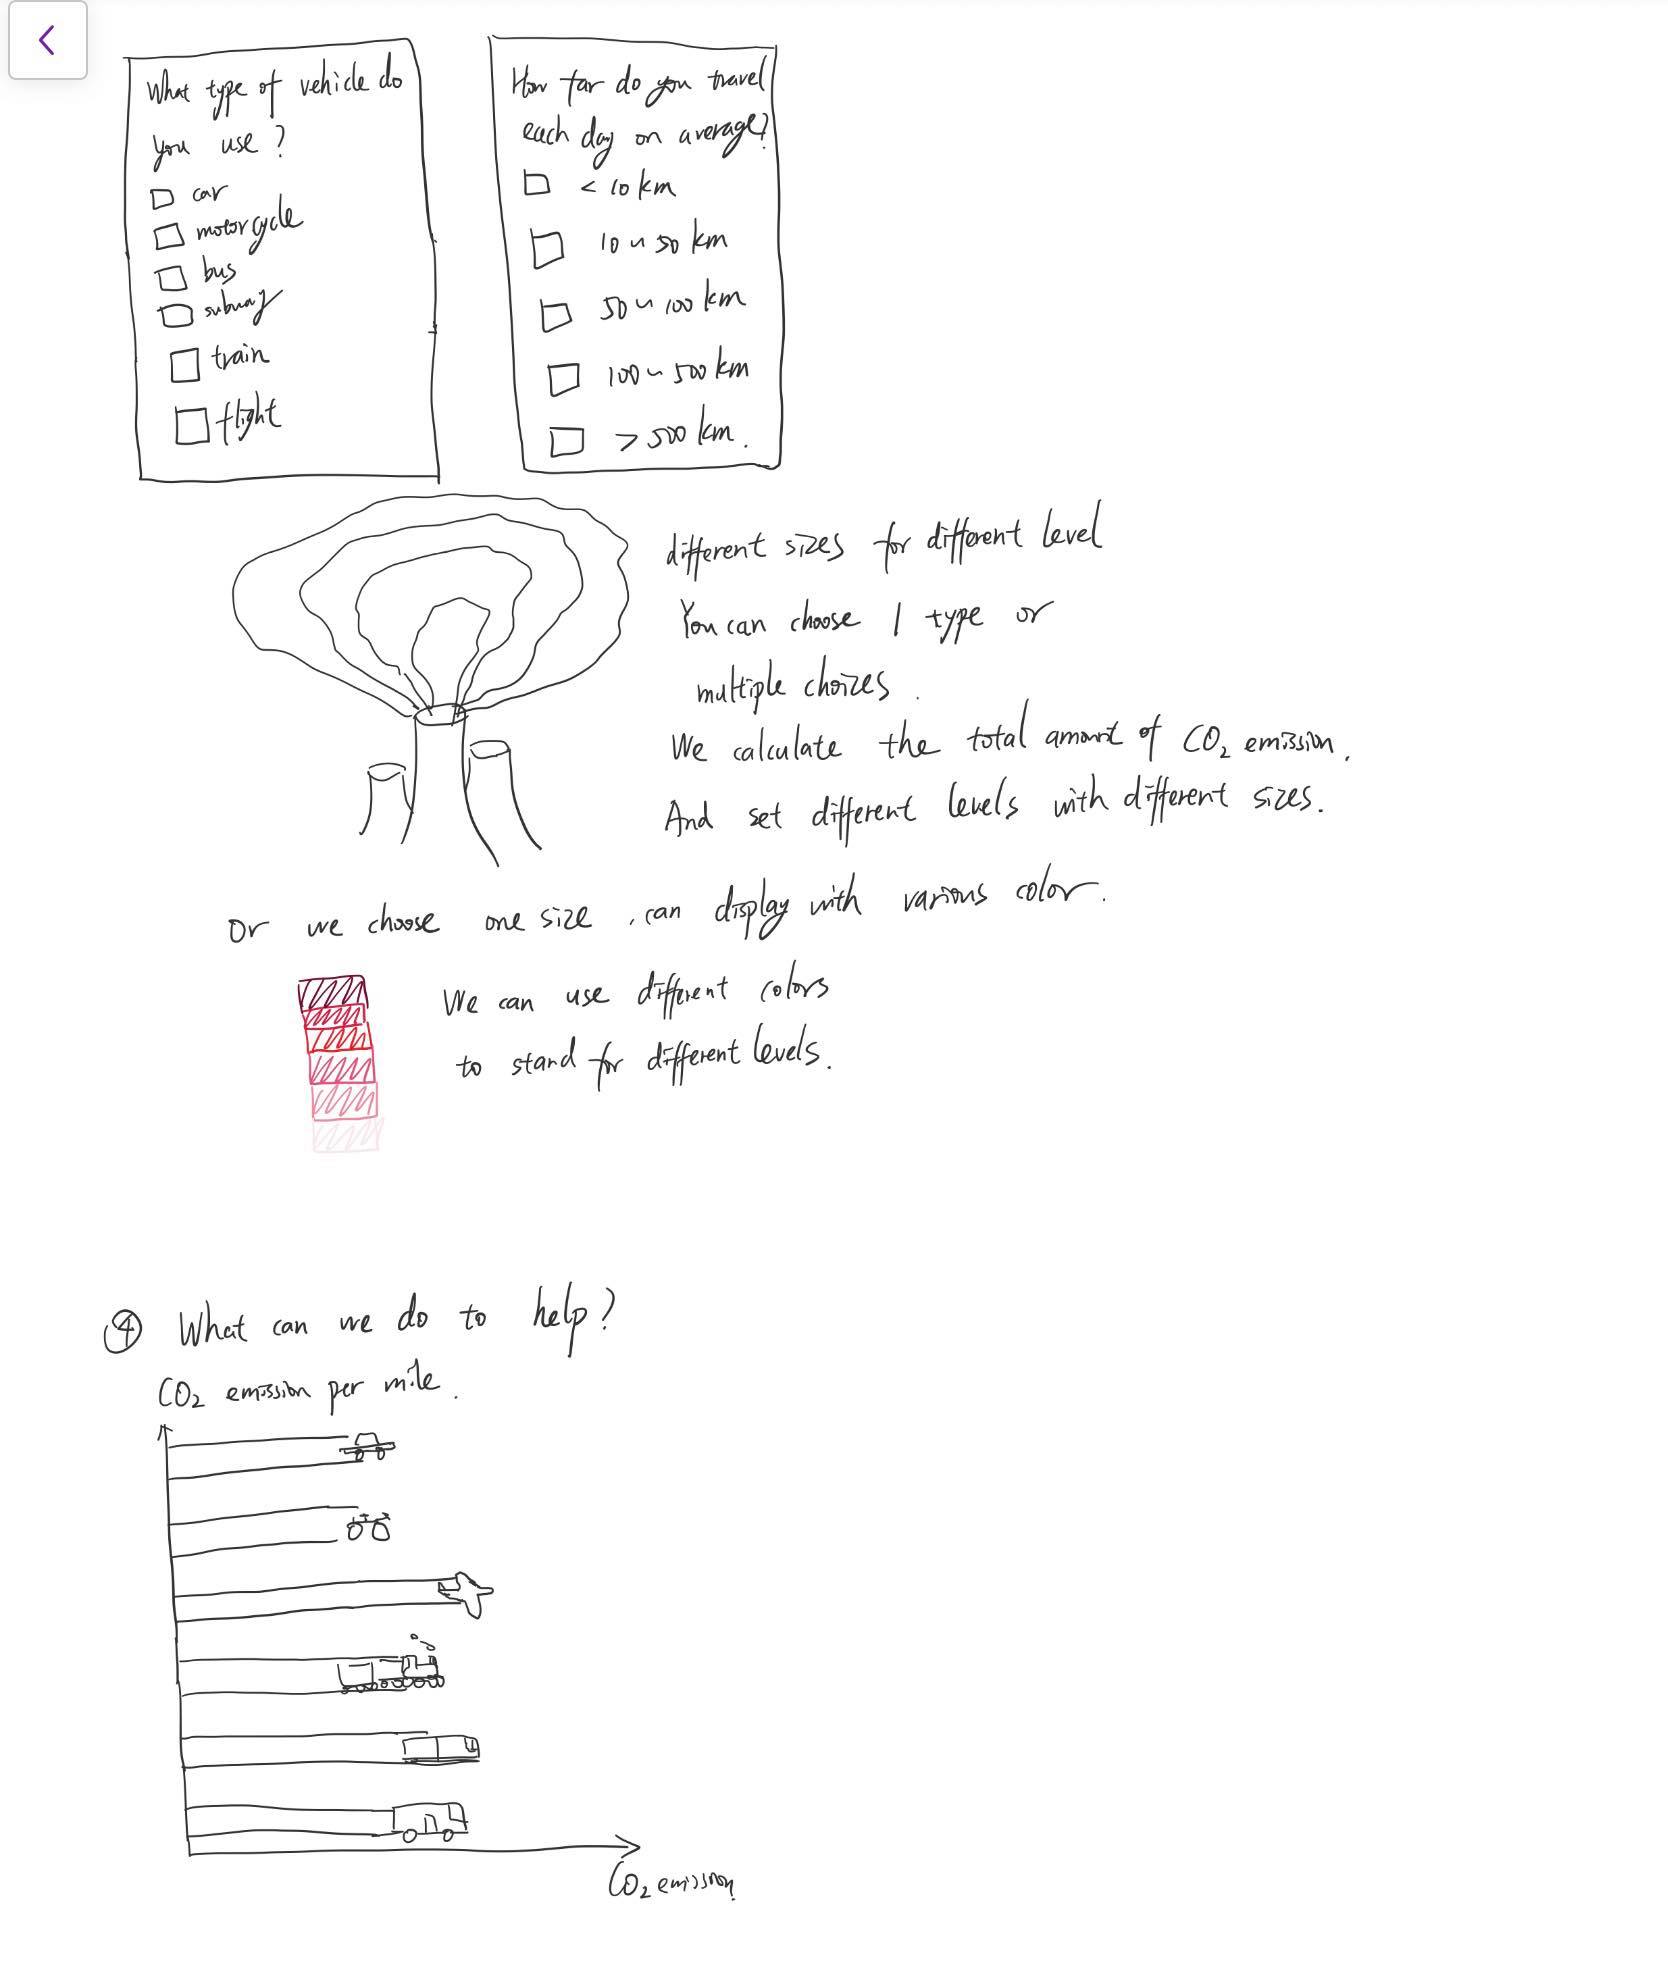 What type of vehicle do
you use?
car
motorcycle
bus
subway
train
flight
How far do you travel
each day on average?
< 10 km
10 ~ 50 km
50 ~ 100 km
100 ~ 500 km
> 500 km.
different sizes for different level
You can choose 1 type or
multiple choizes.
We calculate the total amount of CO₂ emission.
And set different levels with different sizes.
Or we choose one size, can display with various color.
We can use different colors
to stand for different levels.
④ What can we do to help?
CO₂ emission per mile.
CO₂ emission.